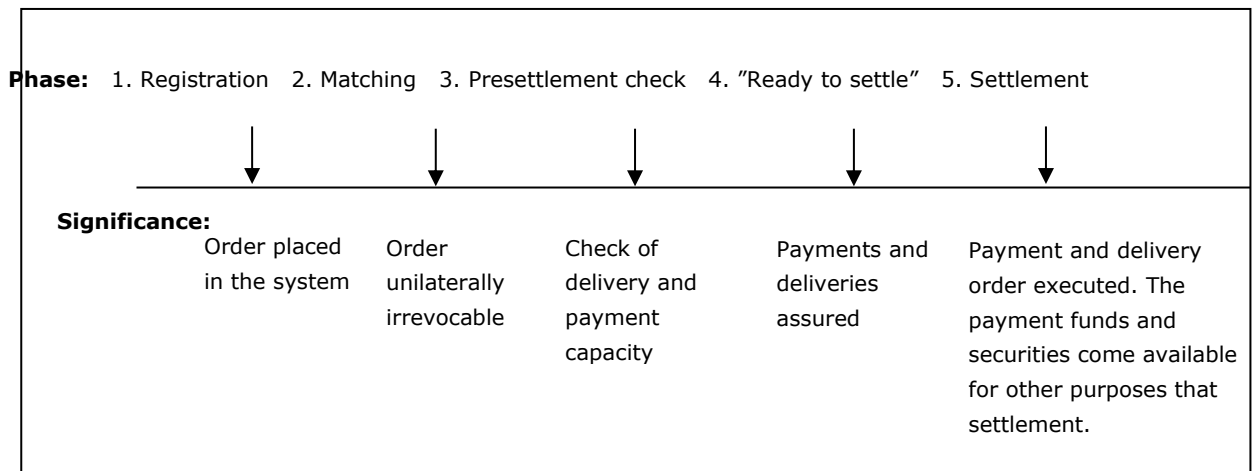 Phase: 1. Registration 2. Matching 3. Presettlement check 4. ”Ready to settle” 5. Settlement
Significance:
Order placed
in the system
Order
unilaterally
irrevocable
Check of
delivery and
payment
capacity
Payments and
deliveries
assured
Payment and delivery
order executed. The
payment funds and
securities come available
for other purposes that
settlement.